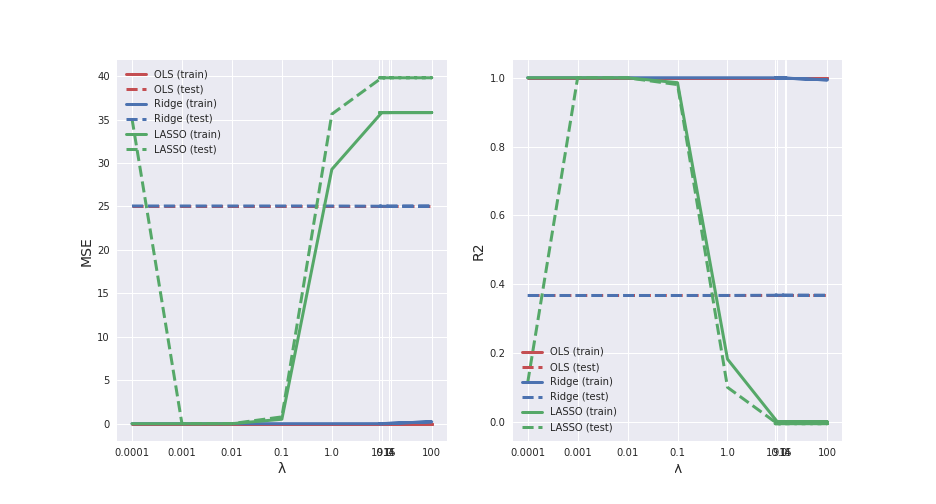 40
35
30
25
20
15
10
5
0
MSE
OLS (train)
OLS (test)
Ridge (train)
Ridge (test)
LASSO (train)
LASSO (test)
0.0001 0.001 0.01 0.1 1.0 100
λ
1.0
0.8
0.6
0.4
0.2
0.0
R2
OLS (train)
OLS (test)
Ridge (train)
Ridge (test)
LASSO (train)
LASSO (test)
0.0001 0.001 0.01 0.1 1.0 100
λ